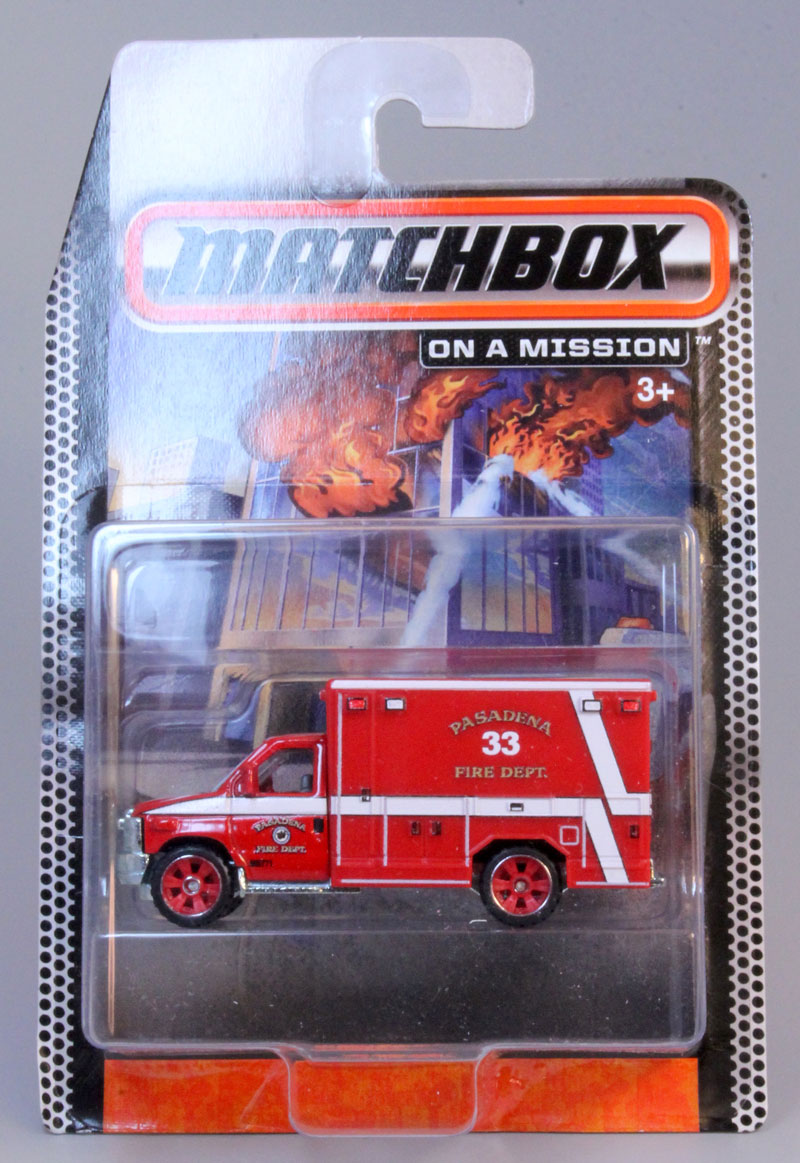 MATCHBOX
ON A MISSION™
3+
PASADENA
33
FIRE DEPT.
PASADENA
FIRE DEPT.